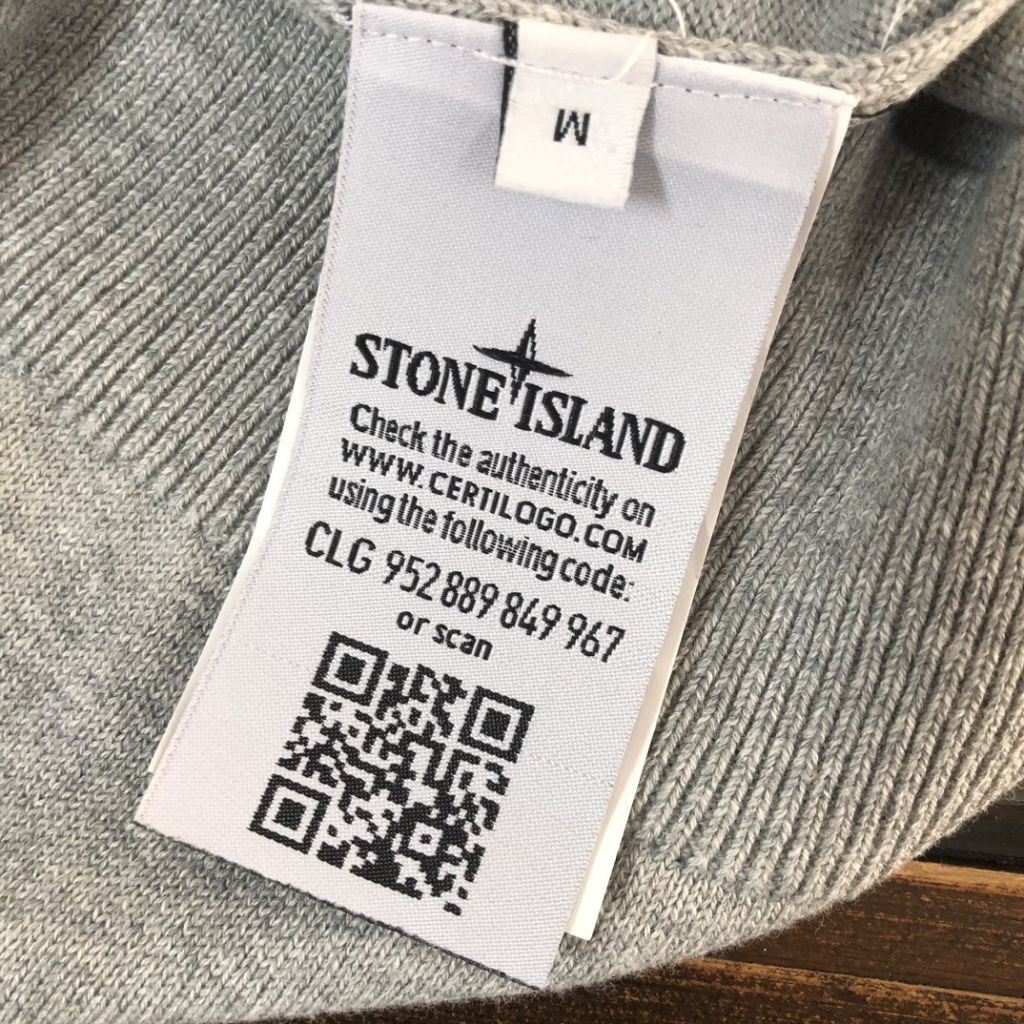 M
STONE ISLAND
Check the authenticity on
WWW.CERTILOGO.COM
using the following code:
CLG 952 889 849 967
or scan